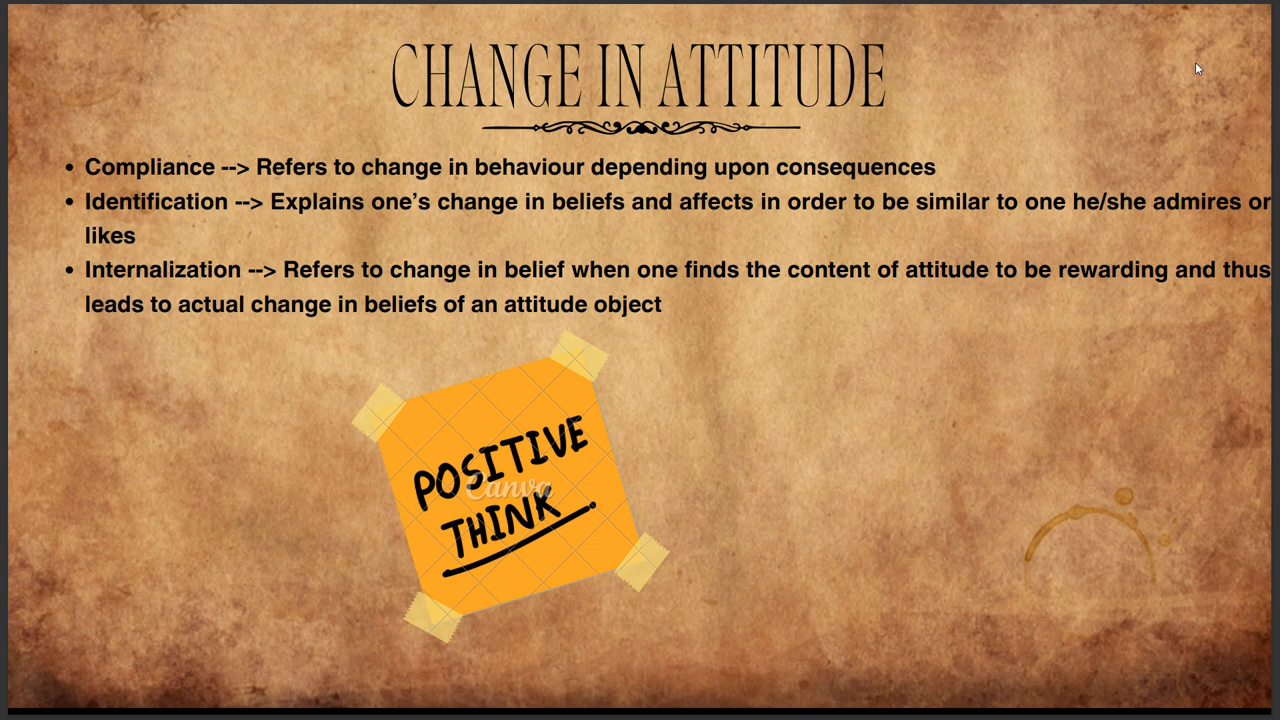 CHANGE IN ATTITUDE
• Compliance --> Refers to change in behaviour depending upon consequences
• Identification --> Explains one’s change in beliefs and affects in order to be similar to one he/she admires or
likes
• Internalization --> Refers to change in belief when one finds the content of attitude to be rewarding and thus
leads to actual change in beliefs of an attitude object
POSITIVE
Canva
THINK